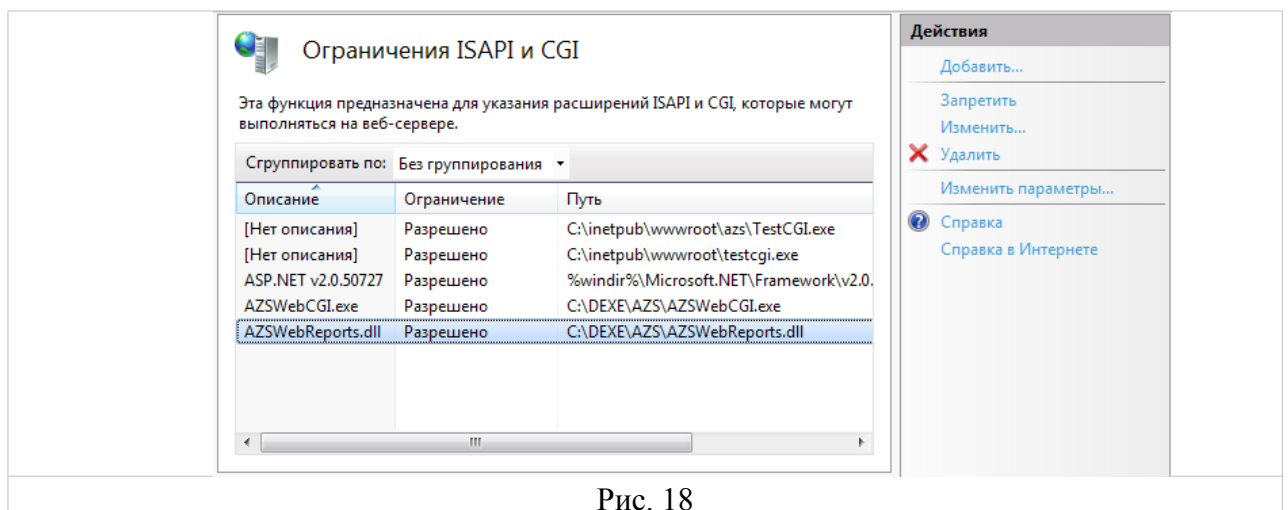 Ограничения ISAPI и CGI
Эта функция предназначена для указания расширений ISAPI и CGI, которые могут
выполняться на веб-сервере.
Сгруппировать по: Без группирования
Описание Ограничение Путь
[Нет описания] Разрешено C:\inetpub\wwwroot\azs\TestCGI.exe
[Нет описания] Разрешено C:\inetpub\wwwroot\testcgi.exe
ASP.NET v2.0.50727 Разрешено %windir%\Microsoft.NET\Framework\v2.0.
AZSWebCGI.exe Разрешено C:\DEXE\AZS\AZSWebCGI.exe
AZSWebReports.dll Разрешено C:\DEXE\AZS\AZSWebReports.dll
Действия
Добавить...
Запретить
Изменить...
Удалить
Изменить параметры...
Справка
Справка в Интернете
Рис. 18